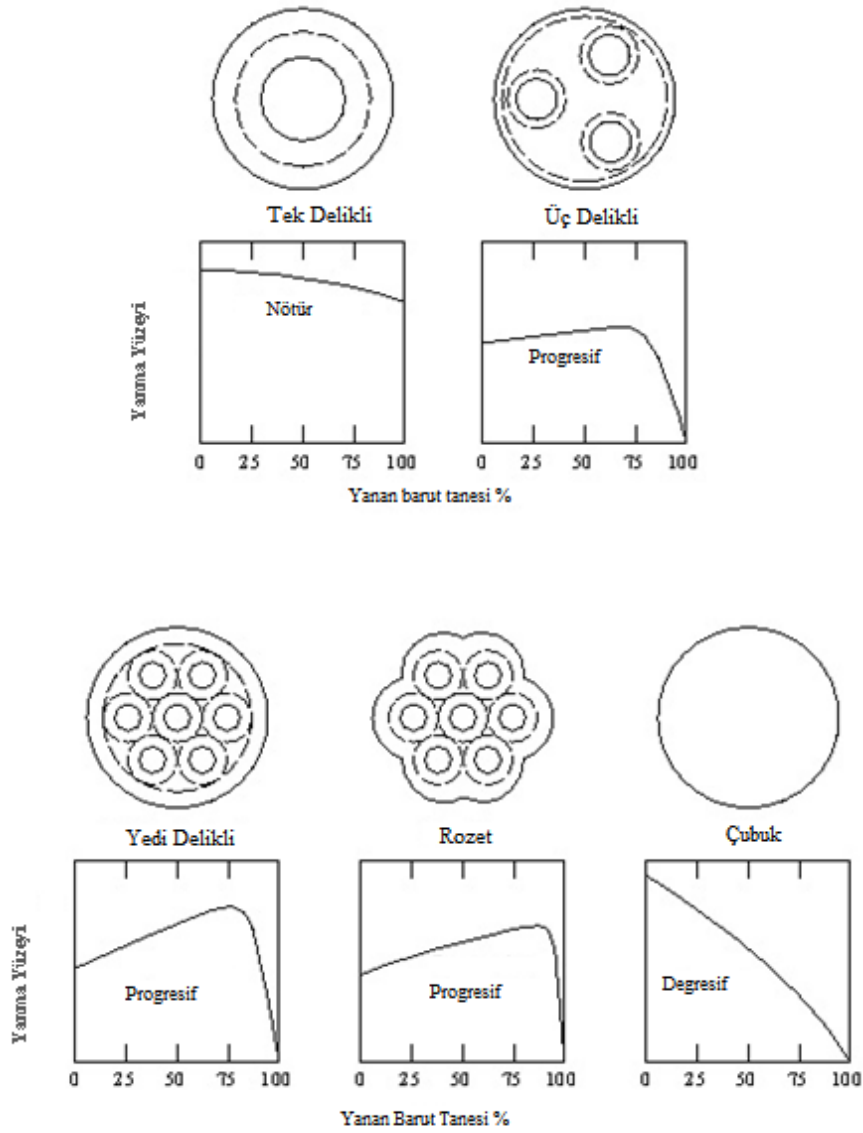 Tek Delikli
Üç Delikli
Yanma Yüzeyi
Nötür
Progresif
0 25 50 75 100
0 25 50 75 100
Yanan barut tanesi %
Yedi Delikli
Rozet
Çubuk
Yanma Yüzeyi
Progresif
Progresif
Degresif
0 25 50 75 100
0 25 50 75 100
0 25 50 75 100
Yanan Barut Tanesi %